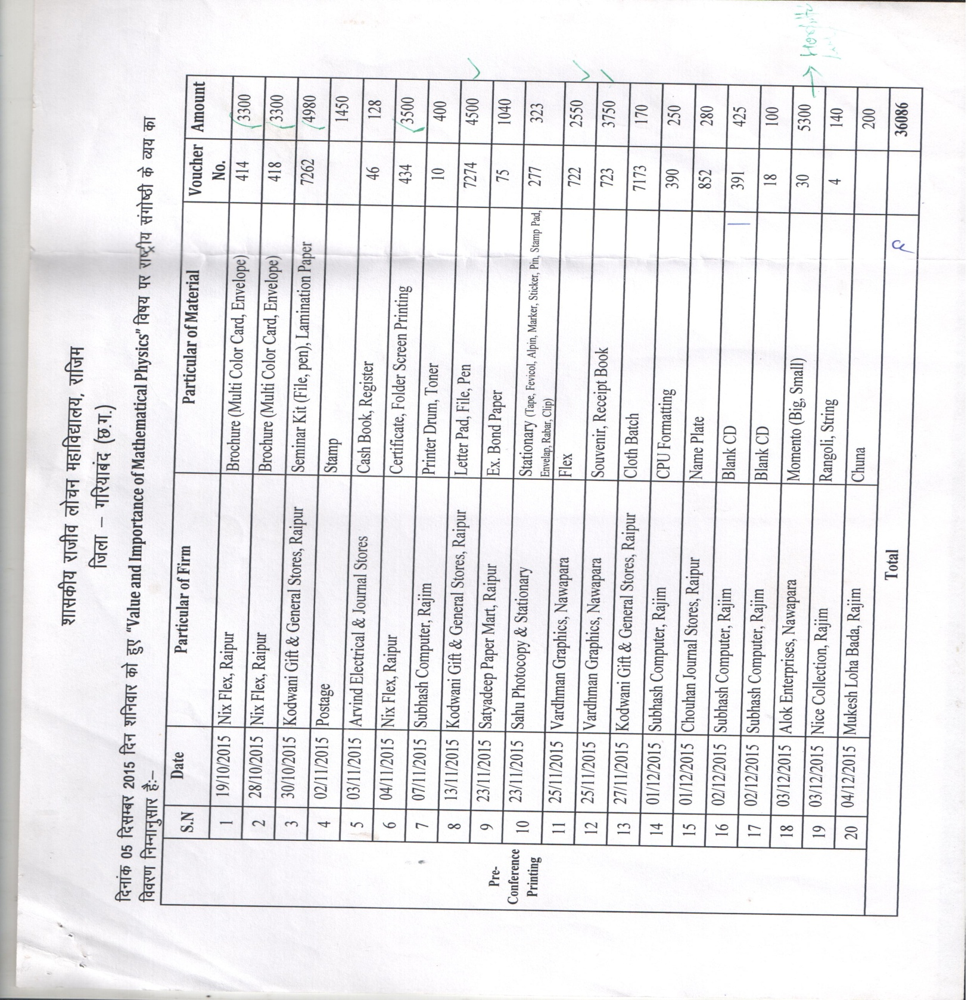 शासकीय राजीव लोचन महाविद्यालय, राजिम
जिला – गरियाबंद (छ.ग.)
दिनांक 05 दिसम्बर 2015 दिन शनिवार को हुए "Value and Importance of Mathematical Physics" विषय पर राष्ट्रीय संगोष्ठी के व्यय का
विवरण निम्नानुसार है:–
S.N Date Particular of Firm Particular of Material Voucher No. Amount
Pre-Conference Printing
1 19/10/2015 Nix Flex, Raipur Brochure (Multi Color Card, Envelope) 414 3300
2 28/10/2015 Nix Flex, Raipur Brochure (Multi Color Card, Envelope) 418 3300
3 30/10/2015 Kodwani Gift & General Stores, Raipur Seminar Kit (File, pen), Lamination Paper 7262 4980
4 02/11/2015 Postage Stamp 1450
5 03/11/2015 Arvind Electrical & Journal Stores Cash Book, Register 46 128
6 04/11/2015 Nix Flex, Raipur Certificate, Folder Screen Printing 434 3500
7 07/11/2015 Subhash Computer, Rajim Printer Drum, Toner 10 400
8 13/11/2015 Kodwani Gift & General Stores, Raipur Letter Pad, File, Pen 7274 4500
9 23/11/2015 Satyadeep Paper Mart, Raipur Ex. Bond Paper 75 1040
10 23/11/2015 Sahu Photocopy & Stationary Stationary (Tape, Fevicol, Alpin, Marker, Sticker, Pin, Stamp Pad, Envelap, Rabar, Clip) 277 323
11 25/11/2015 Vardhman Graphics, Nawapara Flex 722 2550
12 25/11/2015 Vardhman Graphics, Nawapara Souvenir, Receipt Book 723 3750
13 27/11/2015 Kodwani Gift & General Stores, Raipur Cloth Batch 7173 170
14 01/12/2015 Subhash Computer, Rajim CPU Formatting 390 250
15 01/12/2015 Chouhan Journal Stores, Raipur Name Plate 852 280
16 02/12/2015 Subhash Computer, Rajim Blank CD 391 425
17 02/12/2015 Subhash Computer, Rajim Blank CD 18 100
18 03/12/2015 Alok Enterprises, Nawapara Momento (Big, Small) 30 5300
19 03/12/2015 Nice Collection, Rajim Rangoli, String 4 140
20 04/12/2015 Mukesh Loha Bada, Rajim Chuna 200
Total 36086